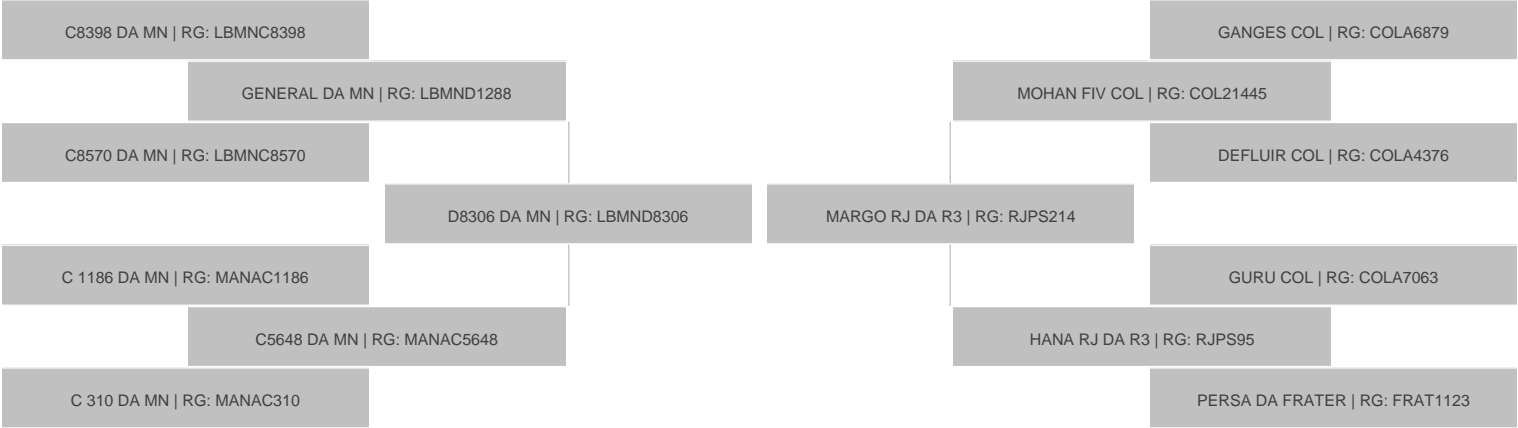 C8398 DA MN | RG: LBMNC8398
GANGES COL | RG: COLA6879
GENERAL DA MN | RG: LBMND1288
MOHAN FIV COL | RG: COL21445
C8570 DA MN | RG: LBMNC8570
DEFLUIR COL | RG: COLA4376
D8306 DA MN | RG: LBMND8306
MARGO RJ DA R3 | RG: RJPS214
C 1186 DA MN | RG: MANAC1186
GURU COL | RG: COLA7063
C5648 DA MN | RG: MANAC5648
HANA RJ DA R3 | RG: RJPS95
C 310 DA MN | RG: MANAC310
PERSA DA FRATER | RG: FRAT1123